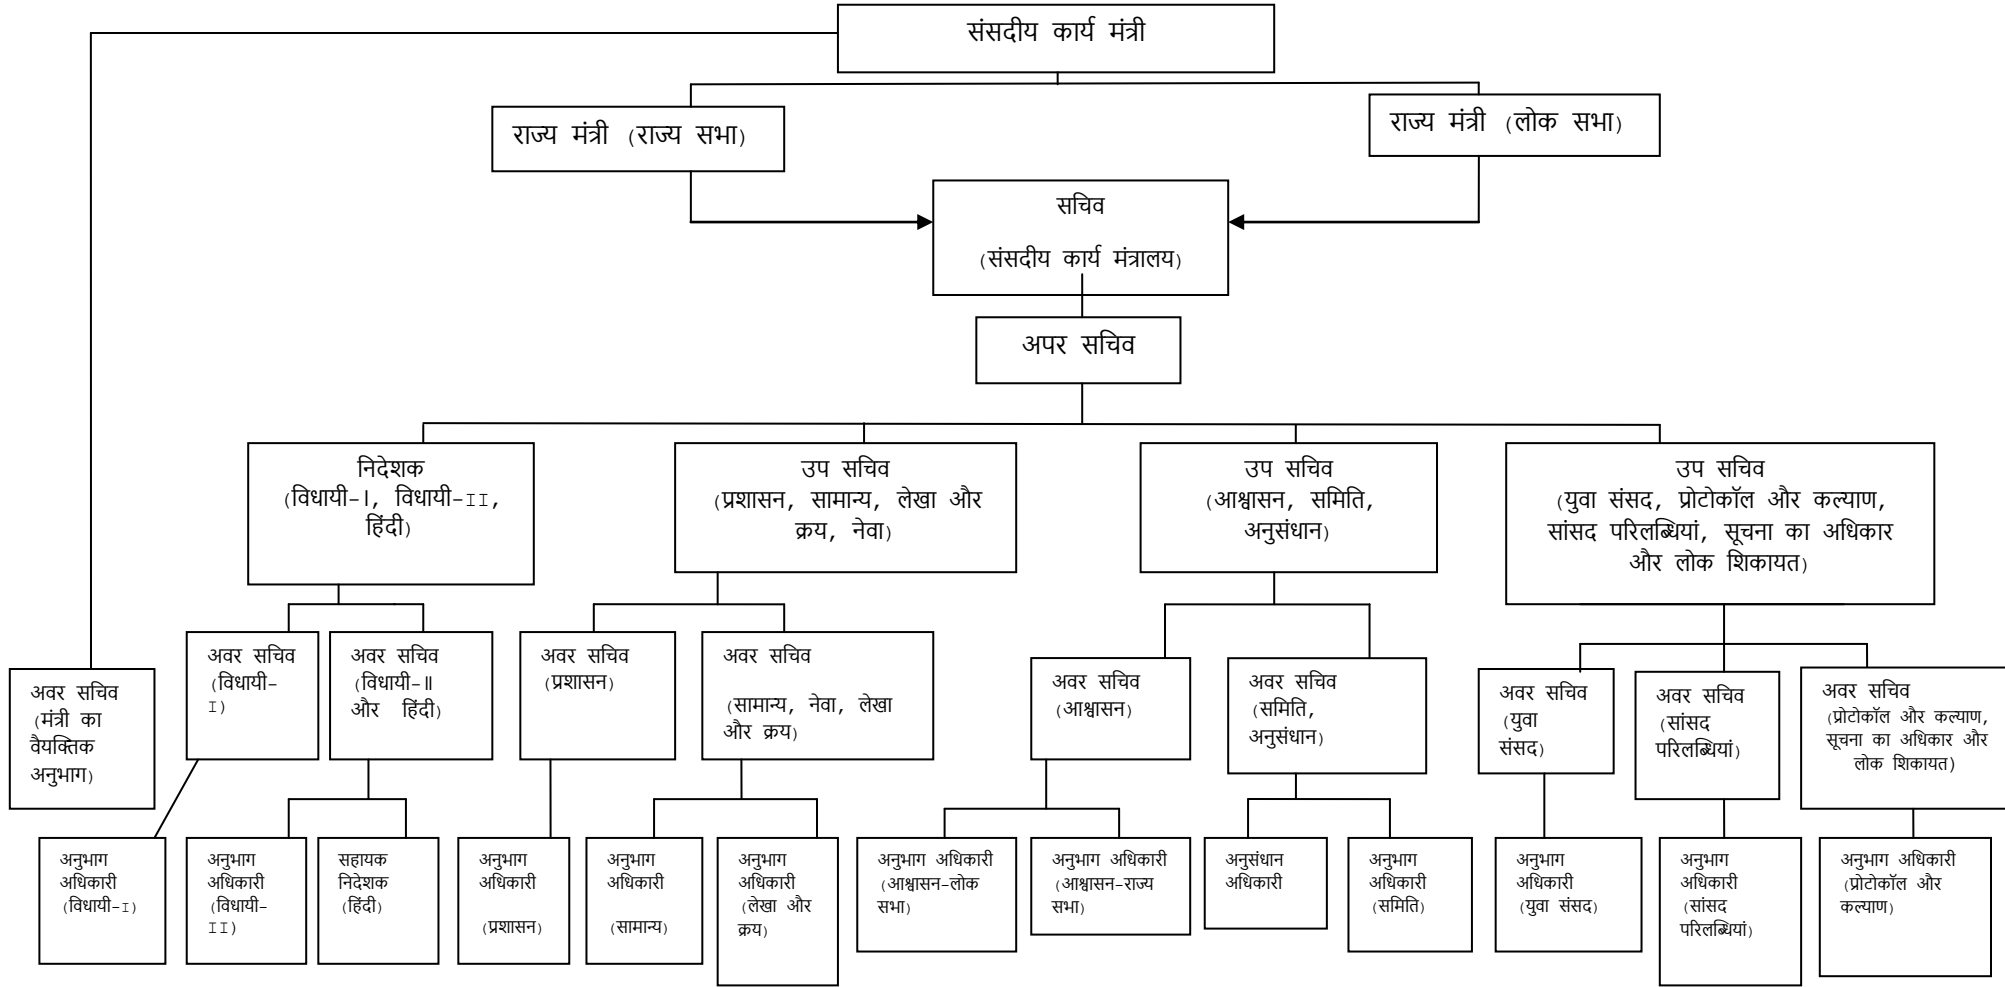 संसदीय कार्य मंत्री
राज्य मंत्री (राज्य सभा)
राज्य मंत्री (लोक सभा)
सचिव
(संसदीय कार्य मंत्रालय)
अपर सचिव
निदेशक
(विधायी-I, विधायी-II,
हिंदी)
उप सचिव
(प्रशासन, सामान्य, लेखा और
क्रय, नेवा)
उप सचिव
(आश्वासन, समिति,
अनुसंधान)
उप सचिव
(युवा संसद, प्रोटोकॉल और कल्याण,
सांसद परिलब्धियां, सूचना का अधिकार
और लोक शिकायत)
अवर सचिव
(मंत्री का
वैयक्तिक
अनुभाग)
अवर सचिव
(विधायी-
I)
अवर सचिव
(विधायी-II
और हिंदी)
अवर सचिव
(प्रशासन)
अवर सचिव
(सामान्य, नेवा, लेखा
और क्रय)
अवर सचिव
(आश्वासन)
अवर सचिव
(समिति,
अनुसंधान)
अवर सचिव
(युवा
संसद)
अवर सचिव
(सांसद
परिलब्धियां)
अवर सचिव
(प्रोटोकॉल और कल्याण,
सूचना का अधिकार और
लोक शिकायत)
अनुभाग
अधिकारी
(विधायी-I)
अनुभाग
अधिकारी
(विधायी-
II)
सहायक
निदेशक
(हिंदी)
अनुभाग
अधिकारी
(प्रशासन)
अनुभाग
अधिकारी
(सामान्य)
अनुभाग
अधिकारी
(लेखा और
क्रय)
अनुभाग अधिकारी
(आश्वासन-लोक
सभा)
अनुभाग अधिकारी
(आश्वासन-राज्य
सभा)
अनुसंधान
अधिकारी
अनुभाग
अधिकारी
(समिति)
अनुभाग
अधिकारी
(युवा संसद)
अनुभाग
अधिकारी
(सांसद
परिलब्धियां)
अनुभाग अधिकारी
(प्रोटोकॉल और
कल्याण)